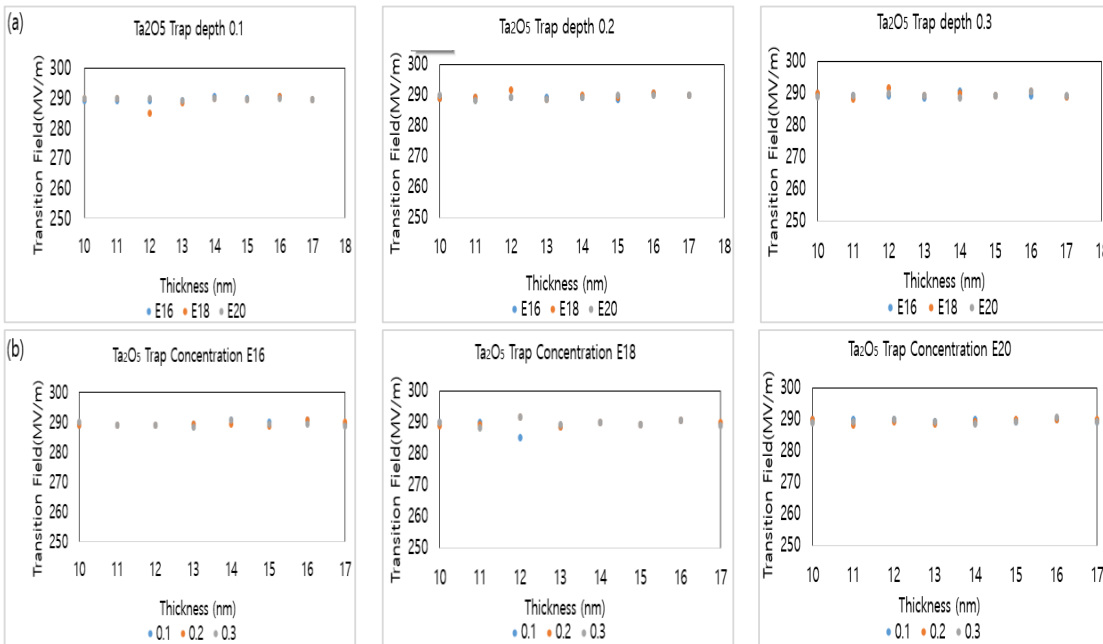 (a)
Ta2O5 Trap depth 0.1
Transition Field(MV/m)
300
290
280
270
260
250
10 11 12 13 14 15 16 17 18
Thickness (nm)
E16 E18 E20
Ta2O5 Trap depth 0.2
Transition Field(MV/m)
300
290
280
270
260
250
10 11 12 13 14 15 16 17 18
Thickness (nm)
E16 E18 E20
Ta2O5 Trap depth 0.3
Transition Field(MV/m)
300
290
280
270
260
250
10 11 12 13 14 15 16 17 18
Thickness (nm)
E16 E18 E20
(b)
Ta2O5 Trap Concentration E16
Transition Field(MV/m)
300
290
280
270
260
250
10 11 12 13 14 15 16 17
Thickness (nm)
0.1 0.2 0.3
Ta2O5 Trap Concentration E18
Transition Field(MV/m)
300
290
280
270
260
250
10 11 12 13 14 15 16 17
Thickness (nm)
0.1 0.2 0.3
Ta2O5 Trap Concentration E20
Transition Field(MV/m)
300
290
280
270
260
250
10 11 12 13 14 15 16 17
Thickness (nm)
0.1 0.2 0.3